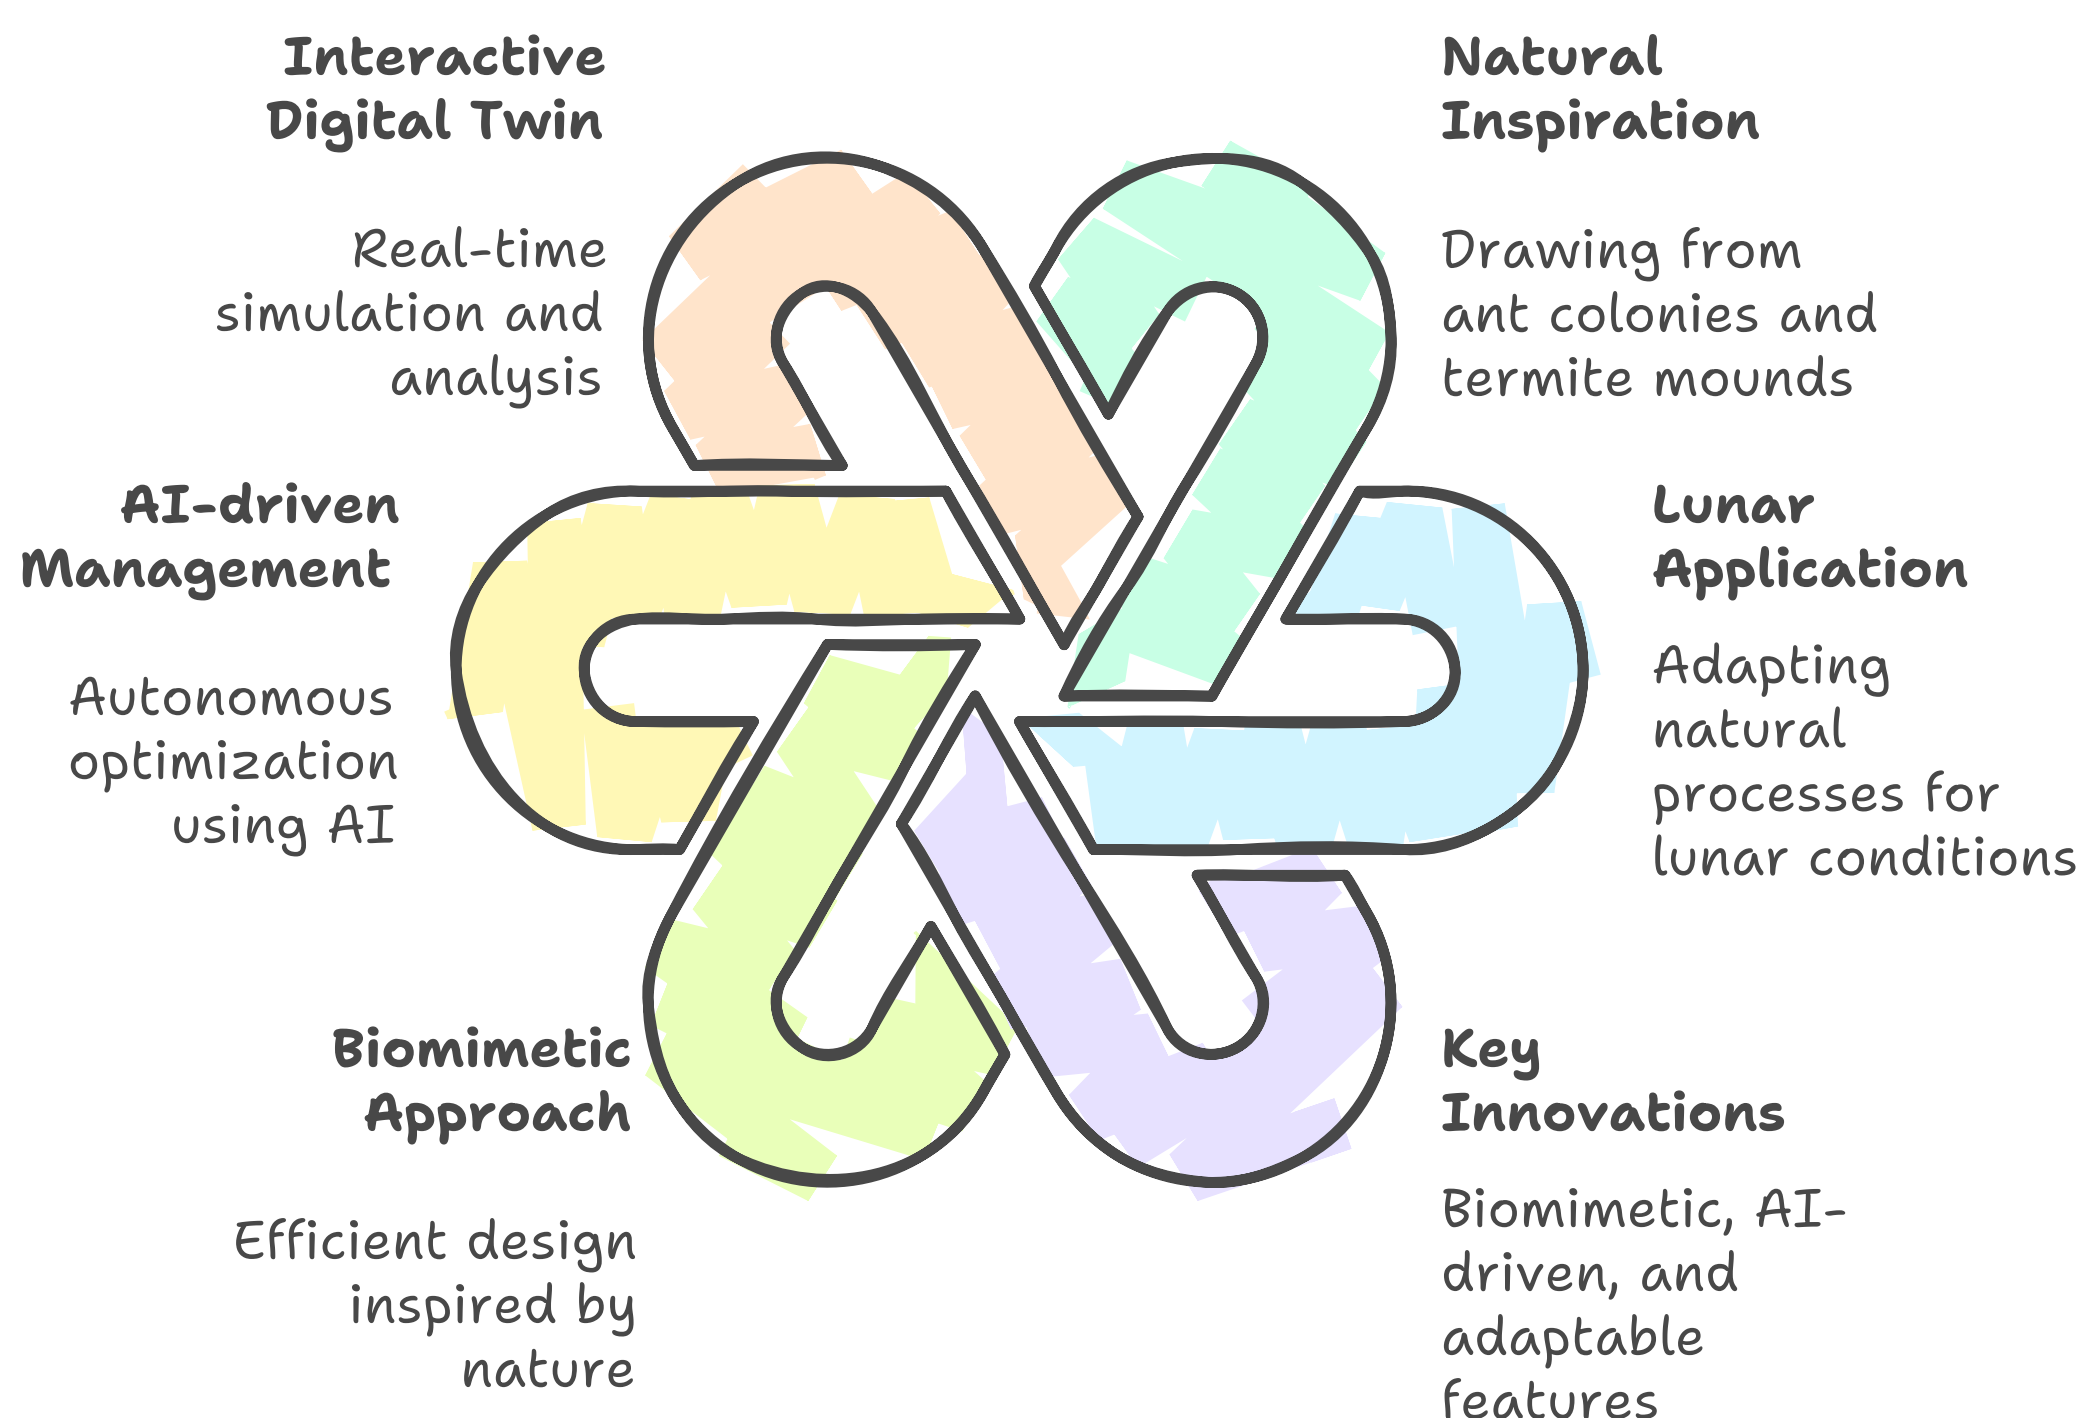 Interactive
Digital Twin
Real-time
simulation and
analysis
Natural
Inspiration
Drawing from
ant colonies and
termite mounds
AI-driven
Management
Autonomous
optimization
using AI
Lunar
Application
Adapting
natural
processes for
lunar conditions
Biomimetic
Approach
Efficient design
inspired by
nature
Key
Innovations
Biomimetic, AI-
driven, and
adaptable
features